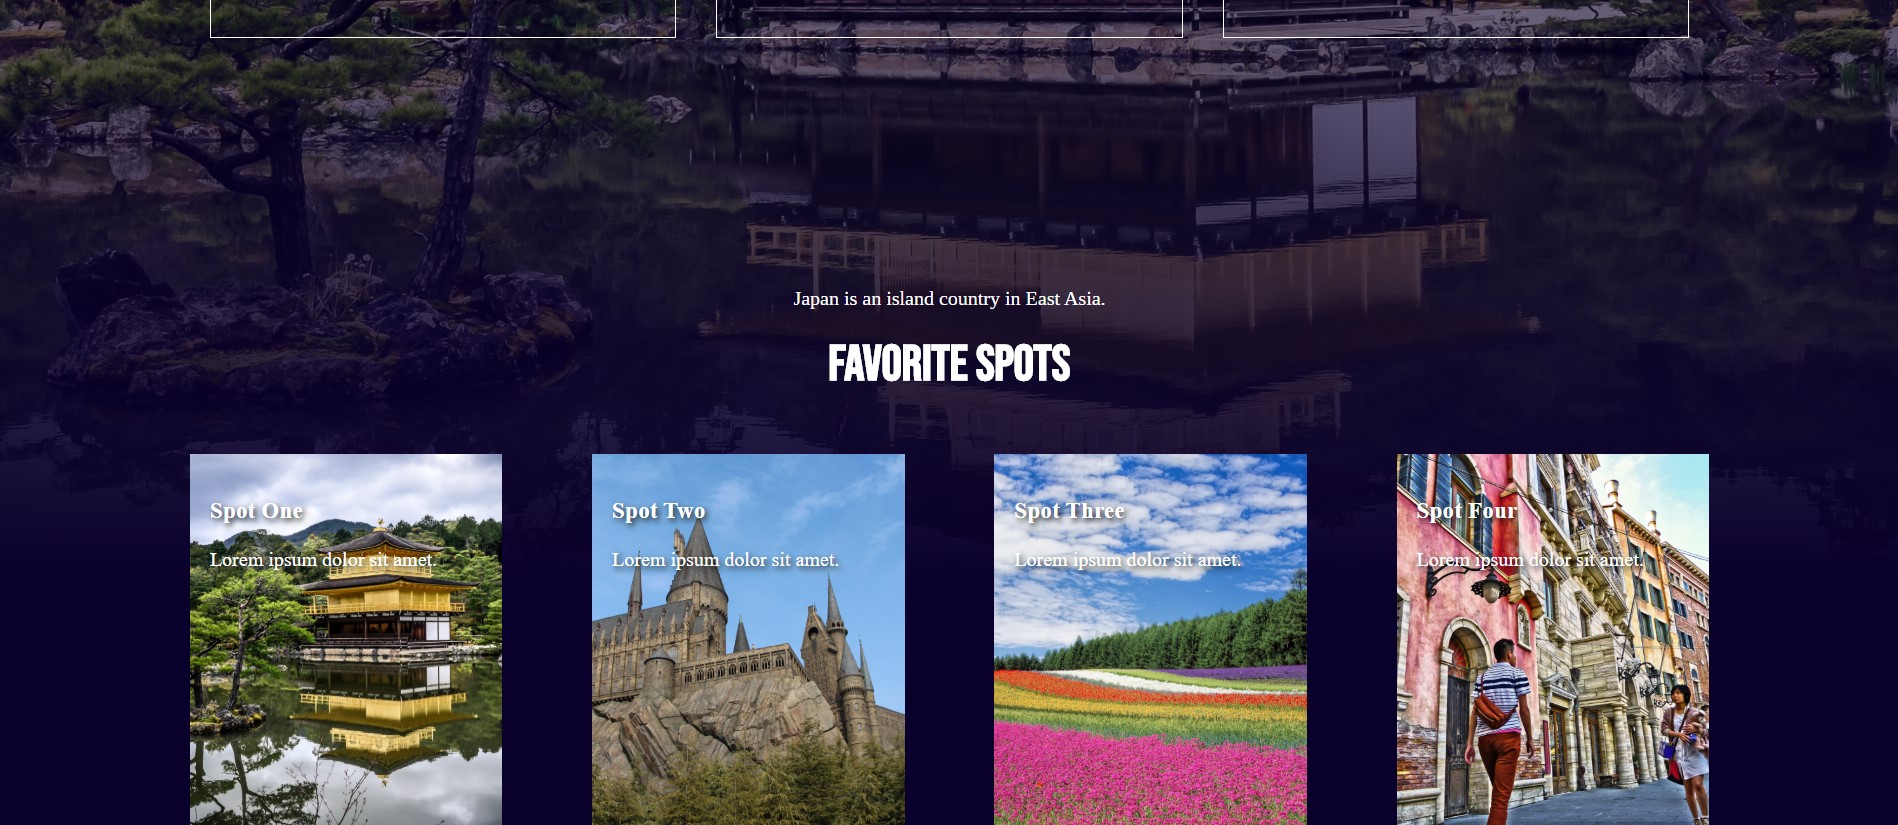 Japan is an island country in East Asia.
FAVORITE SPOTS
Spot One
Lorem ipsum dolor sit amet.
Spot Two
Lorem ipsum dolor sit amet.
Spot Three
Lorem ipsum dolor sit amet.
Spot Four
Lorem ipsum dolor sit amet.